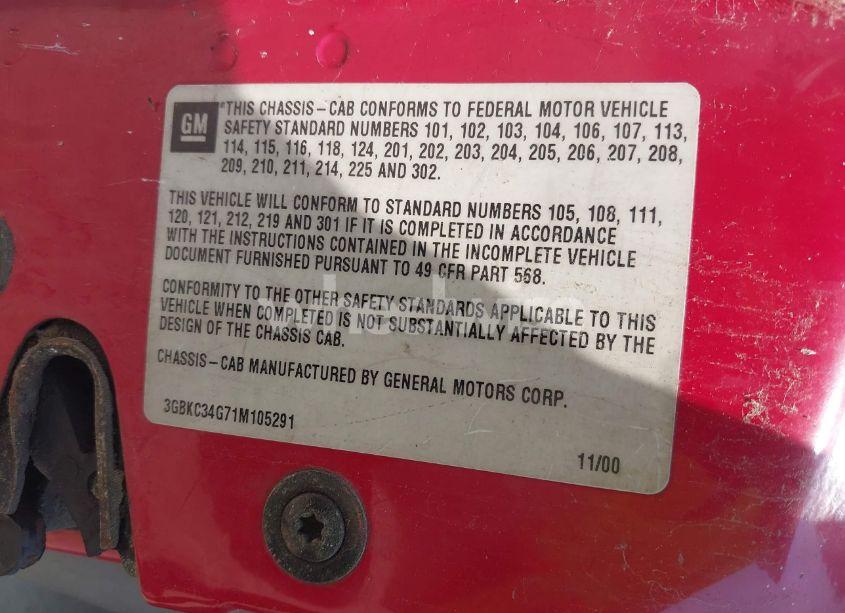 GM
"THIS CHASSIS-CAB CONFORMS TO FEDERAL MOTOR VEHICLE
SAFETY STANDARD NUMBERS 101, 102, 103, 104, 106, 107, 113,
114, 115, 116, 118, 124, 201, 202, 203, 204, 205, 206, 207, 208,
209, 210, 211, 214, 225 AND 302.
THIS VEHICLE WILL CONFORM TO STANDARD NUMBERS 105, 108, 111,
120, 121, 212, 219 AND 301 IF IT IS COMPLETED IN ACCORDANCE
WITH THE INSTRUCTIONS CONTAINED IN THE INCOMPLETE VEHICLE
DOCUMENT FURNISHED PURSUANT TO 49 CFR PART 568.
CONFORMITY TO THE OTHER SAFETY STANDARDS APPLICABLE TO THIS
VEHICLE WHEN COMPLETED IS NOT SUBSTANTIALLY AFFECTED BY THE
DESIGN OF THE CHASSIS CAB.
CHASSIS-CAB MANUFACTURED BY GENERAL MOTORS CORP.
3GBKC34G71M105291
11/00